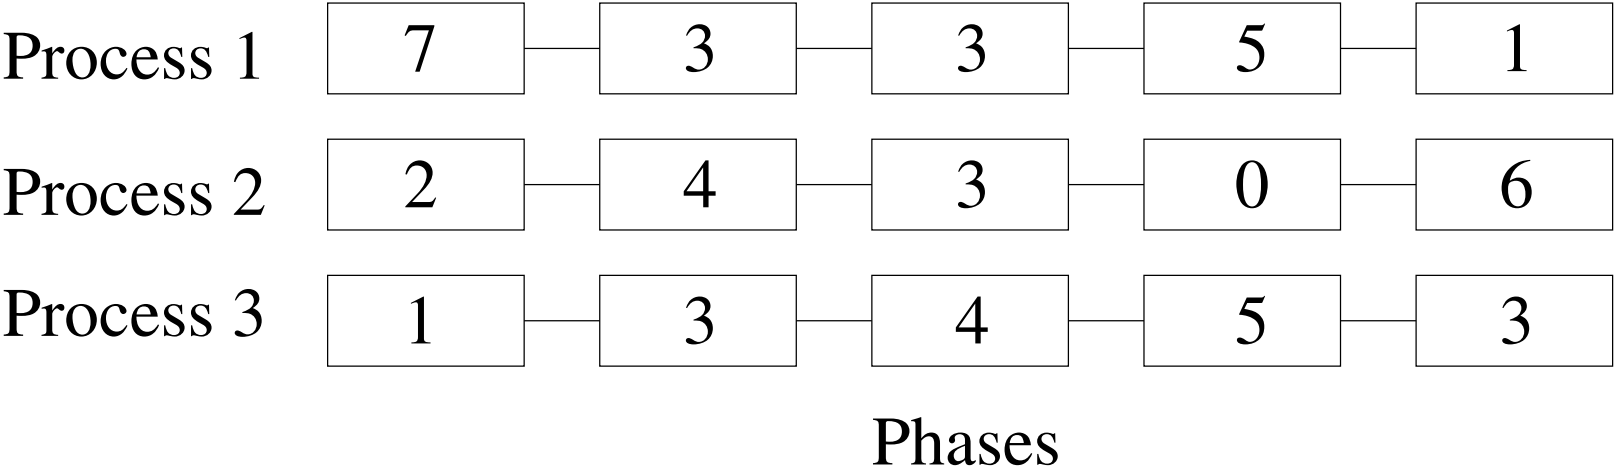 Process 1 7 3 3 5 1
Process 2 2 4 3 0 6
Process 3 1 3 4 5 3
Phases